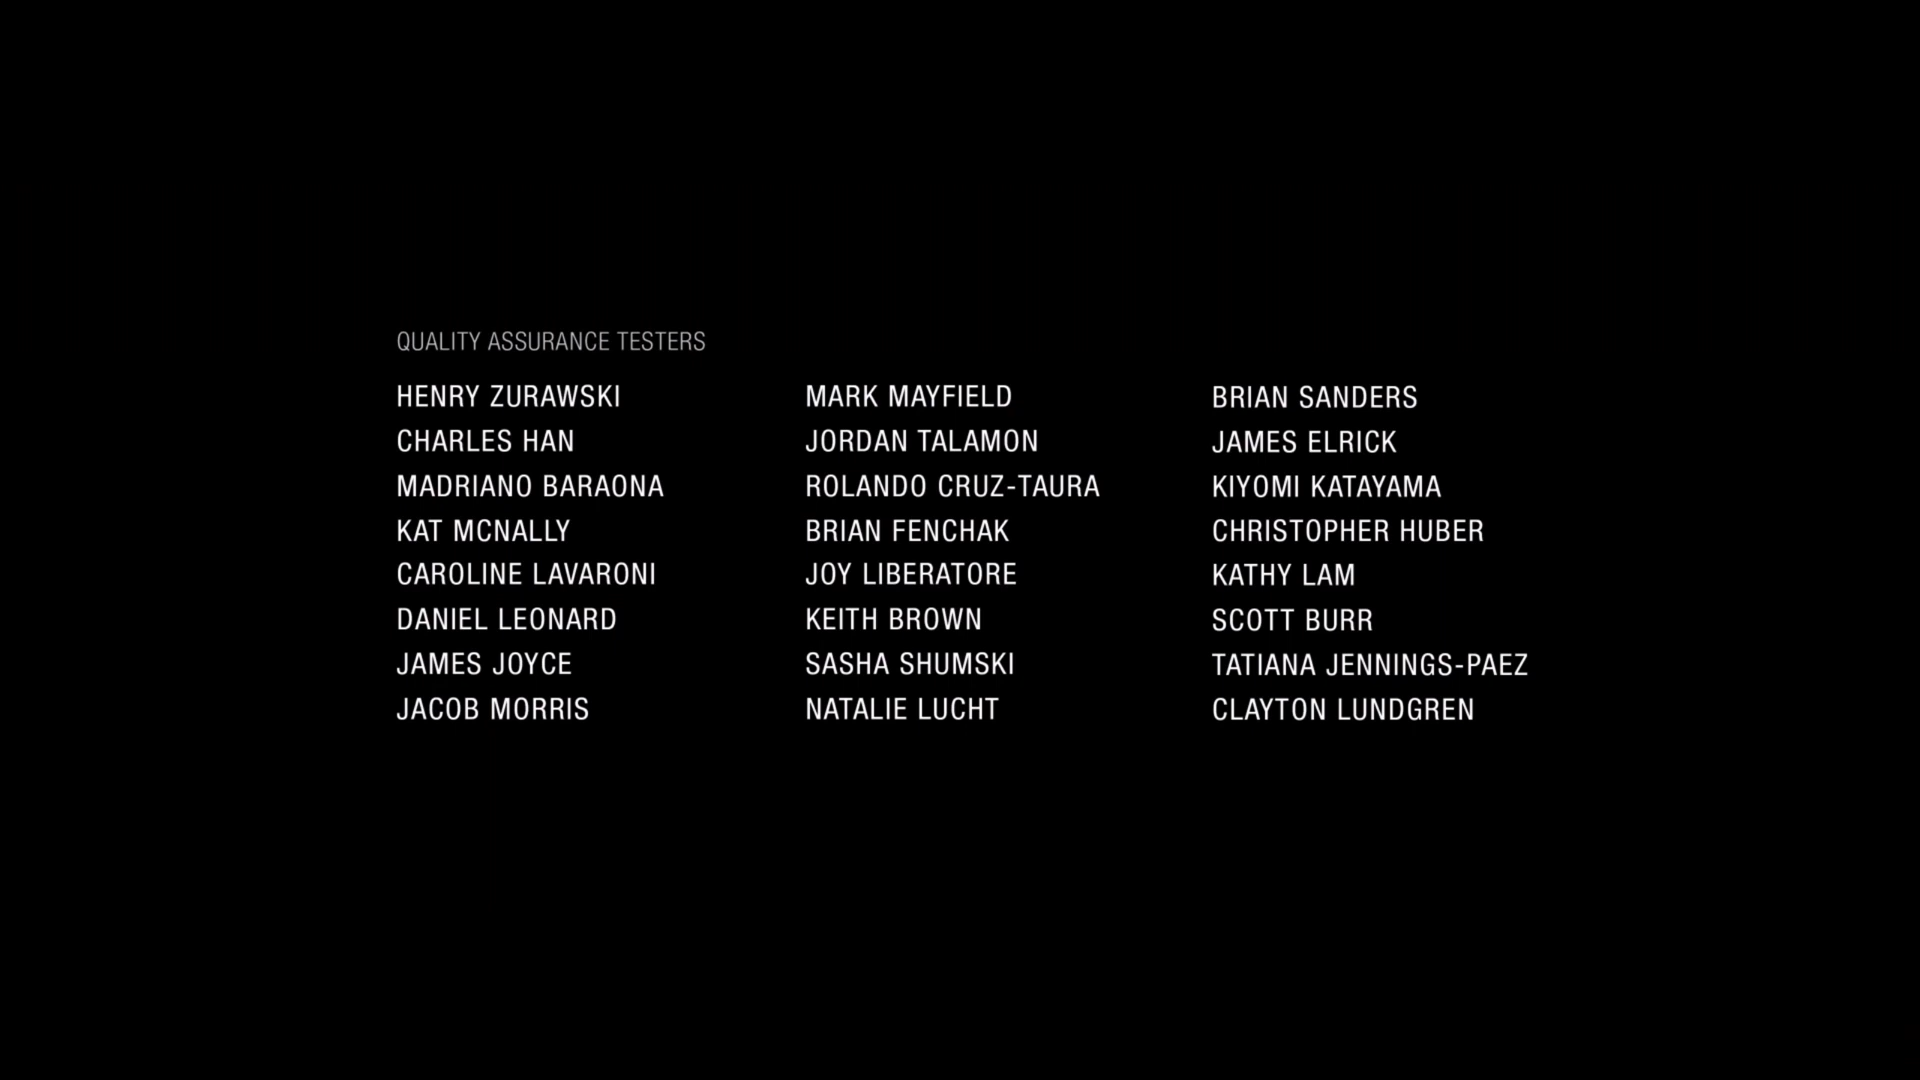 QUALITY ASSURANCE TESTERS
HENRY ZURAWSKI
CHARLES HAN
MADRIANO BARAONA
KAT MCNALLY
CAROLINE LAVARONI
DANIEL LEONARD
JAMES JOYCE
JACOB MORRIS
MARK MAYFIELD
JORDAN TALAMON
ROLANDO CRUZ-TAURA
BRIAN FENCHAK
JOY LIBERATORE
KEITH BROWN
SASHA SHUMSKI
NATALIE LUCHT
BRIAN SANDERS
JAMES ELRICK
KIYOMI KATAYAMA
CHRISTOPHER HUBER
KATHY LAM
SCOTT BURR
TATIANA JENNINGS-PAEZ
CLAYTON LUNDGREN